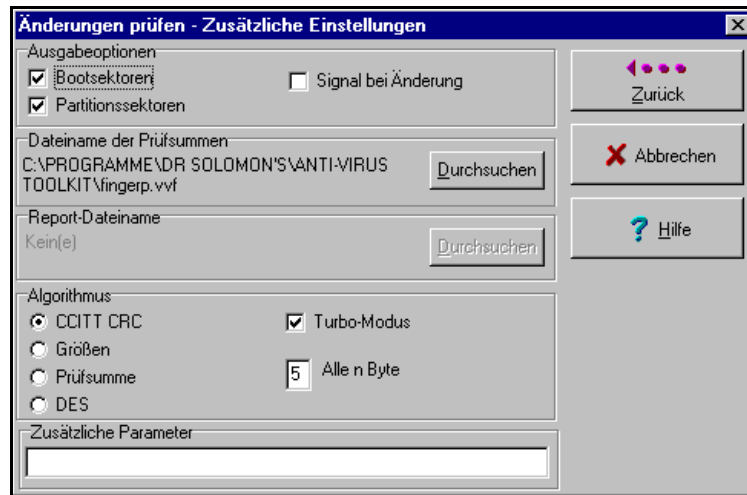 Änderungen prüfen - Zusätzliche Einstellungen
Ausgabeoptionen
Bootsektoren
Signal bei Änderung
Partitionssektoren
Zurück
Dateiname der Prüfsummen
C:\PROGRAMME\DR SOLOMON'S\ANTI-VIRUS
TOOLKIT\fingerp.vvf
Durchsuchen
Abbrechen
Report-Dateiname
Kein(e)
Durchsuchen
Hilfe
Algorithmus
CCITT CRC
Turbo-Modus
Größen
5 Alle n Byte
Prüfsumme
DES
Zusätzliche Parameter